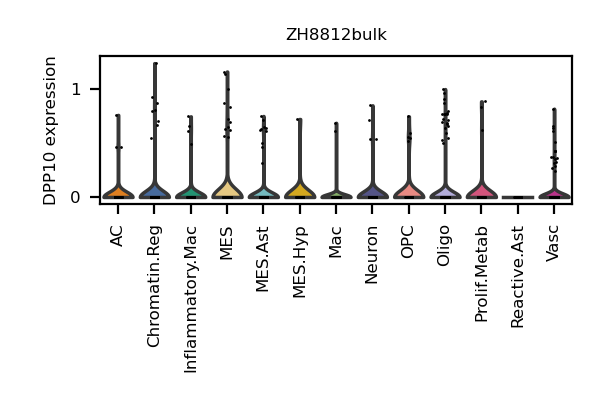 ZH8812bulk
DPP10 expression
1
0
AC
Chromatin.Reg
Inflammatory.Mac
MES
MES.Ast
MES.Hyp
Mac
Neuron
OPC
Oligo
Prolif.Metab
Reactive.Ast
Vasc